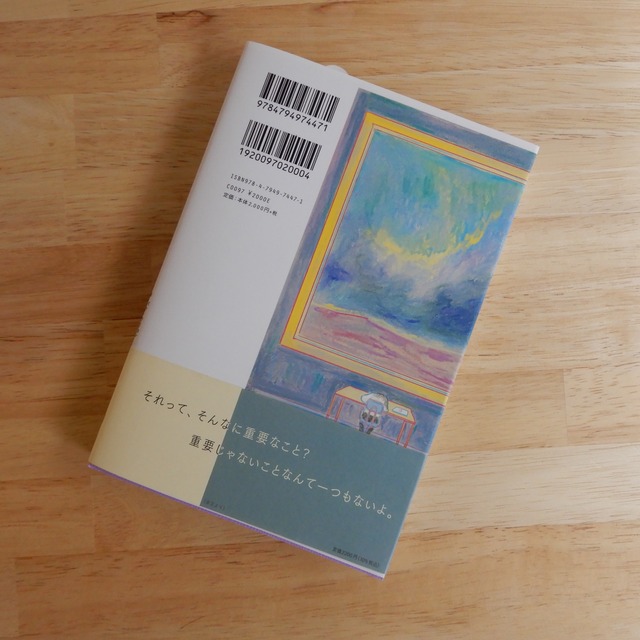 9784794974471
1920097020004
ISBN978-4-7949-7447-1
C0097 ¥2000E
定価：本体2,000円+税
それって、そんなに重要なこと？
重要じゃないことなんて一つもないよ。